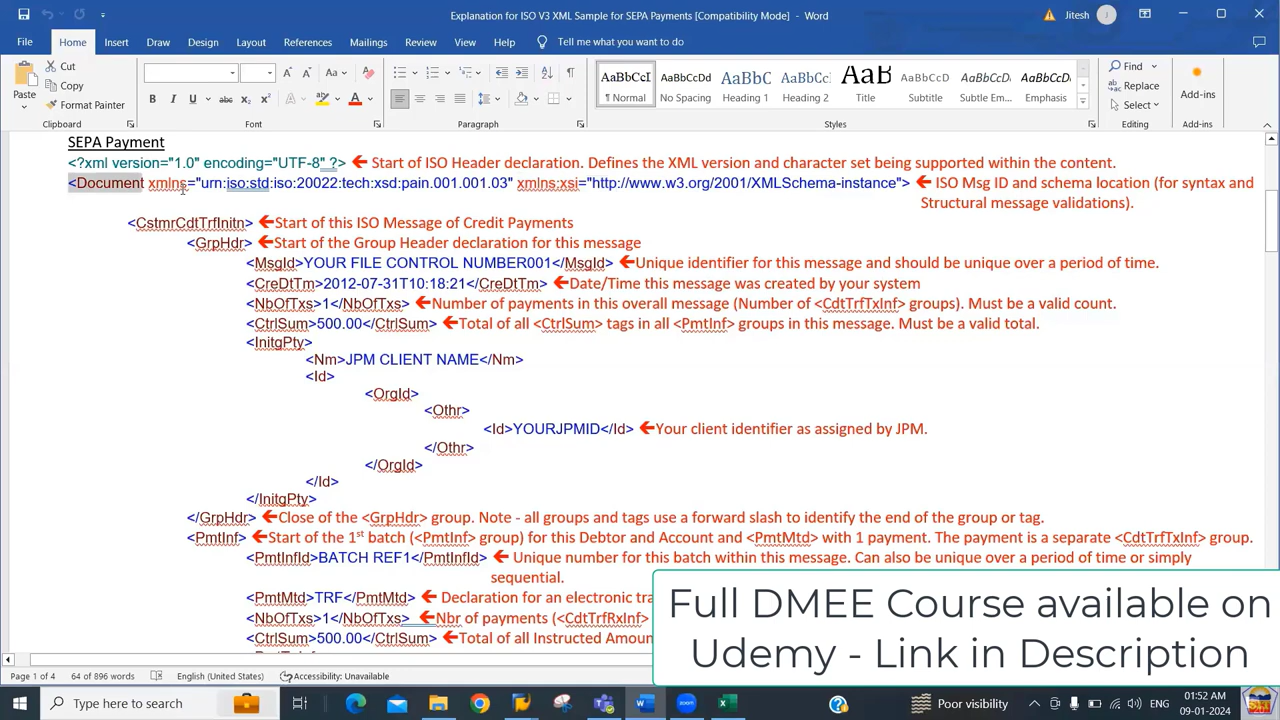 Explanation for ISO V3 XML Sample for SEPA Payments [Compatibility Mode] - Word
Jitesh J
File Home Insert Draw Design Layout References Mailings Review View Help Tell me what you want to do
Paste
Cut
Copy
Format Painter
Clipboard
Font
Paragraph
AaBbCcI AaBbCcDd AaBbCc AaBbCc AaB AaBbCcD AaBbCcDt AaBbCcDt
¶ Normal No Spacing Heading 1 Heading 2 Title Subtitle Subtle Em... Emphasis
Styles
Find
Replace
Select
Editing
Add-ins
Add-ins
SEPA Payment
<?xml version="1.0" encoding="UTF-8" ?> 🡸 Start of ISO Header declaration. Defines the XML version and character set being supported within the content.
<Document xmlns="urn:iso:std:iso:20022:tech:xsd:pain.001.001.03" xmlns:xsi="http://www.w3.org/2001/XMLSchema-instance"> 🡸 ISO Msg ID and schema location (for syntax and
Structural message validations).
<CstmrCdtTrfInitn> 🡸Start of this ISO Message of Credit Payments
<GrpHdr> 🡸Start of the Group Header declaration for this message
<MsgId>YOUR FILE CONTROL NUMBER001</MsgId> 🡸Unique identifier for this message and should be unique over a period of time.
<CreDtTm>2012-07-31T10:18:21</CreDtTm> 🡸Date/Time this message was created by your system
<NbOfTxs>1</NbOfTxs> 🡸Number of payments in this overall message (Number of <CdtTrfTxInf> groups). Must be a valid count.
<CtrlSum>500.00</CtrlSum> 🡸Total of all <CtrlSum> tags in all <PmtInf> groups in this message. Must be a valid total.
<InitgPty>
<Nm>JPM CLIENT NAME</Nm>
<Id>
<OrgId>
<Othr>
<Id>YOURJPMID</Id> 🡸Your client identifier as assigned by JPM.
</Othr>
</OrgId>
</Id>
</InitgPty>
</GrpHdr> 🡸Close of the <GrpHdr> group. Note - all groups and tags use a forward slash to identify the end of the group or tag.
<PmtInf> 🡸Start of the 1st batch (<PmtInf> group) for this Debtor and Account and <PmtMtd> with 1 payment. The payment is a separate <CdtTrfTxInf> group.
<PmtInfId>BATCH REF1</PmtInfId> 🡸 Unique number for this batch within this message. Can also be unique over a period of time or simply
sequential.
<PmtMtd>TRF</PmtMtd> 🡸 Declaration for an electronic tra
<NbOfTxs>1</NbOfTxs> 🡸Nbr of payments (<CdtTrfRxInf>
<CtrlSum>500.00</CtrlSum> 🡸Total of all Instructed Amoun
Full DMEE Course available on
Udemy - Link in Description
Page 1 of 4 64 of 896 words English (United States) Accessibility: Unavailable
Type here to search
Poor visibility
ENG
01:52 AM
09-01-2024